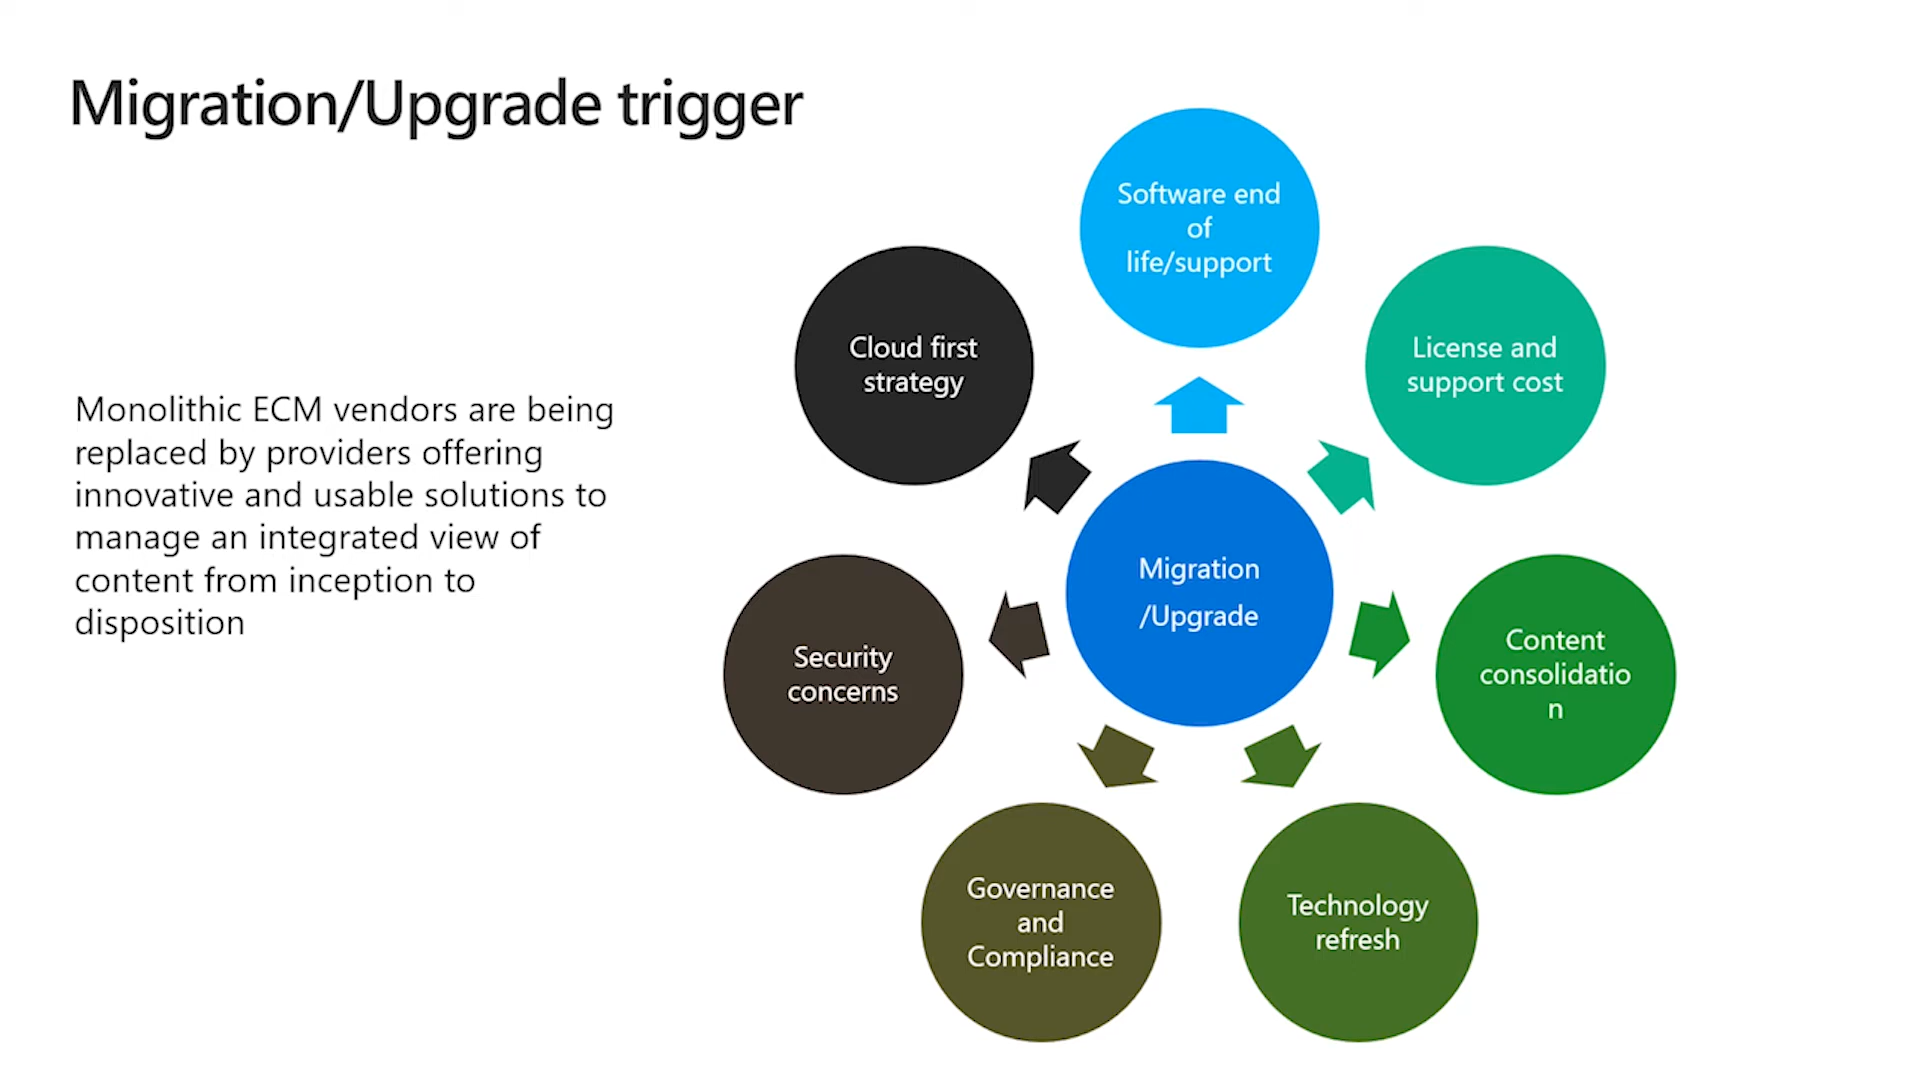 Migration/Upgrade trigger
Monolithic ECM vendors are being
replaced by providers offering
innovative and usable solutions to
manage an integrated view of
content from inception to
disposition
Software end
of
life/support
License and
support cost
Content
consolidatio
n
Technology
refresh
Governance
and
Compliance
Security
concerns
Cloud first
strategy
Migration
/Upgrade